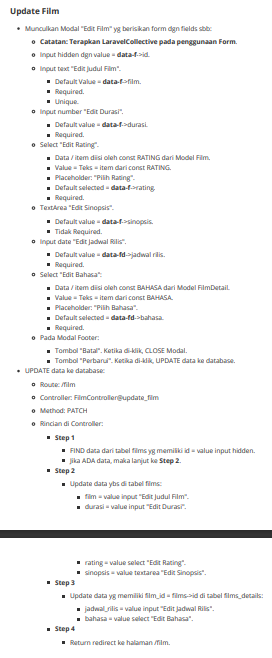 Update Film
Munculkan Modal "Edit Film" yg berisikan form dgn fields sbb:
Catatan: Terapkan LaravelCollective pada penggunaan Form.
Input hidden dgn value = data-f->id.
Input text "Edit Judul Film".
Default Value = data-f->film.
Required.
Unique.
Input number "Edit Durasi".
Default value = data-f->durasi.
Required.
Select "Edit Rating".
Data / item diisi oleh const RATING dari Model Film.
Value = Teks = item dari const RATING.
Placeholder: "Pilih Rating".
Default selected = data-f->rating.
Required.
TextArea "Edit Sinopsis".
Default value = data-f->sinopsis.
Tidak Required.
Input date "Edit Jadwal Rilis".
Default value = data-fd->jadwal rilis.
Required.
Select "Edit Bahasa":
Data / item diisi oleh const BAHASA dari Model FilmDetail.
Value = Teks = item dari const BAHASA.
Placeholder: "Pilih Bahasa".
Default selected = data-fd->bahasa.
Required.
Pada Modal Footer:
Tombol "Batal". Ketika di-klik, CLOSE Modal.
Tombol "Perbarui". Ketika di-klik, UPDATE data ke database.
UPDATE data ke database:
Route: /film
Controller: FilmController@update_film
Method: PATCH
Rincian di Controller:
Step 1
FIND data dari tabel films yg memiliki id = value input hidden.
Jika ADA data, maka lanjut ke Step 2.
Step 2
Update data ybs di tabel films:
film = value input "Edit Judul Film".
durasi = value input "Edit Durasi".
rating = value select "Edit Rating".
sinopsis = value textarea "Edit Sinopsis".
Step 3
Update data yg memiliki film_id = films->id di tabel films_details:
jadwal_rilis = value input "Edit Jadwal Rilis".
bahasa = value select "Edit Bahasa".
Step 4
Return redirect ke halaman /film.